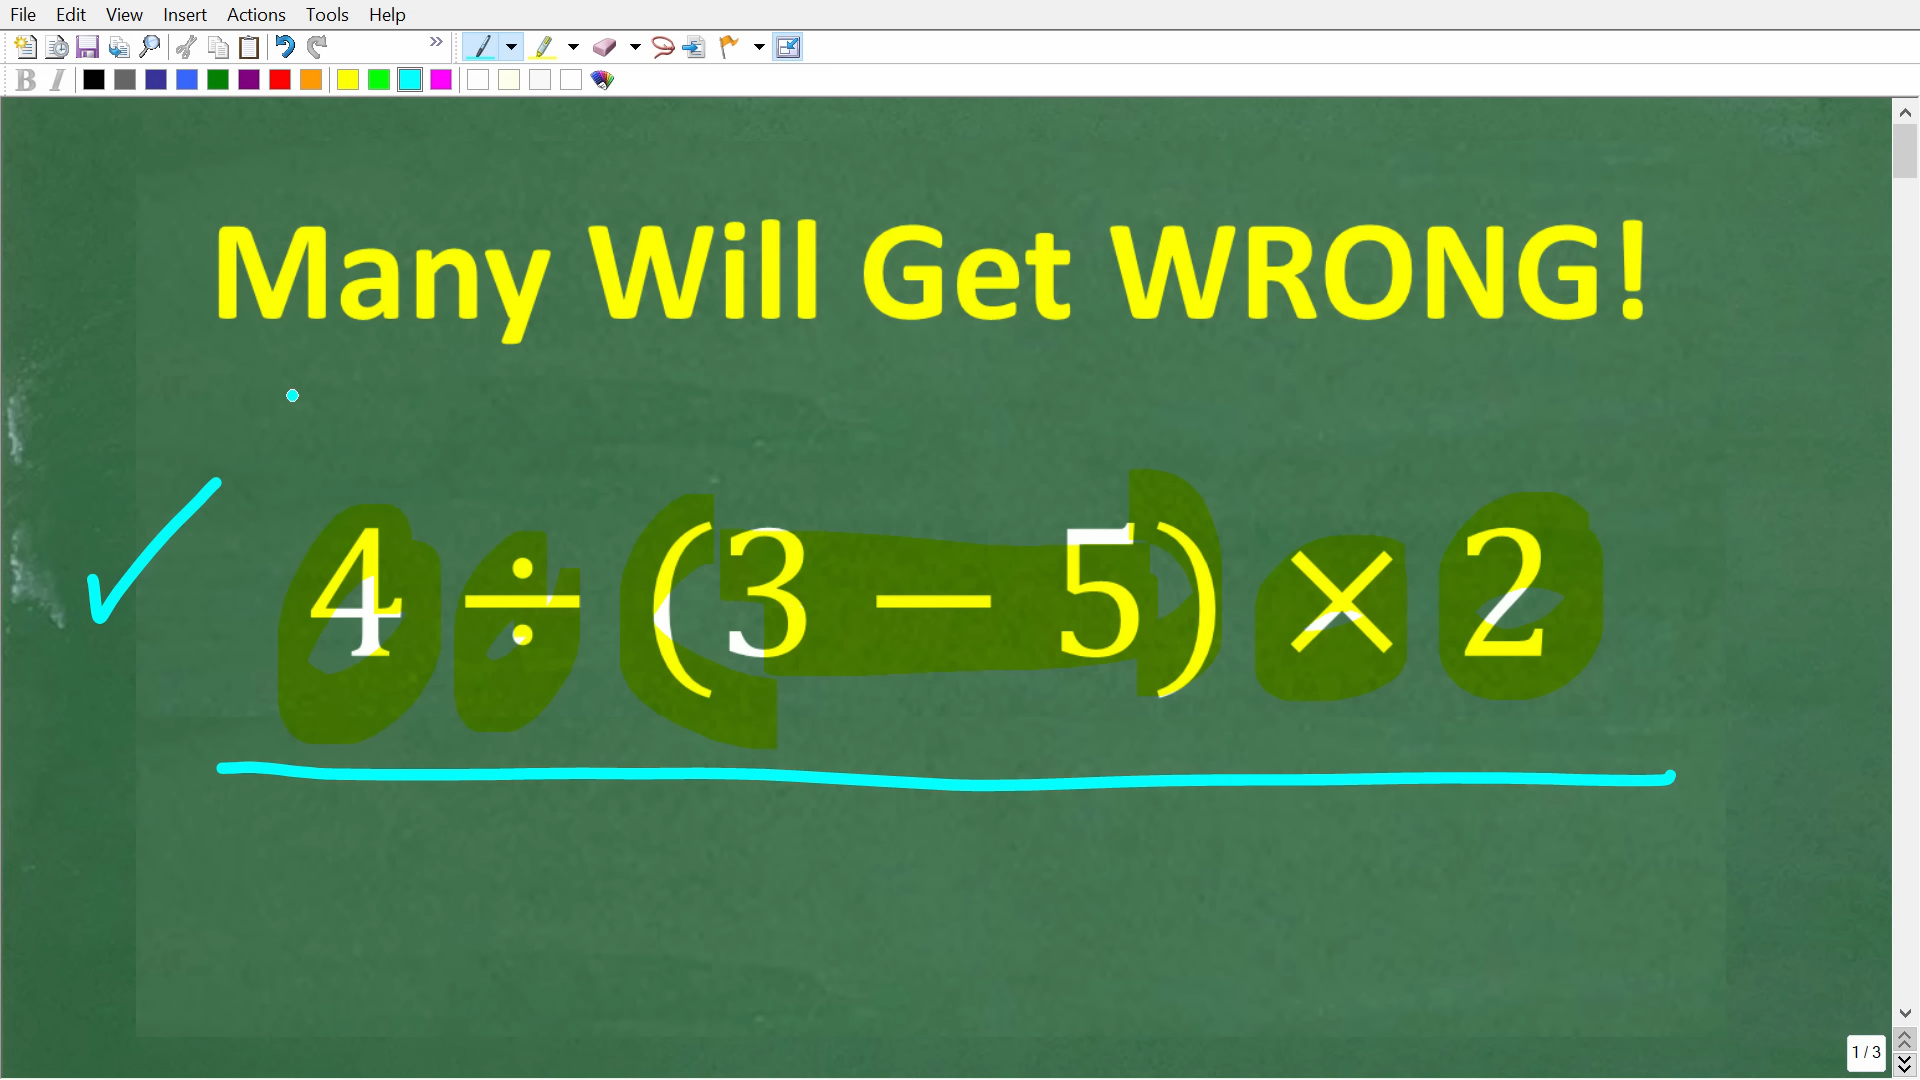 File Edit View Insert Actions Tools Help
B I
Many Will Get WRONG!
4 ÷ (3 − 5) × 2
1 / 3